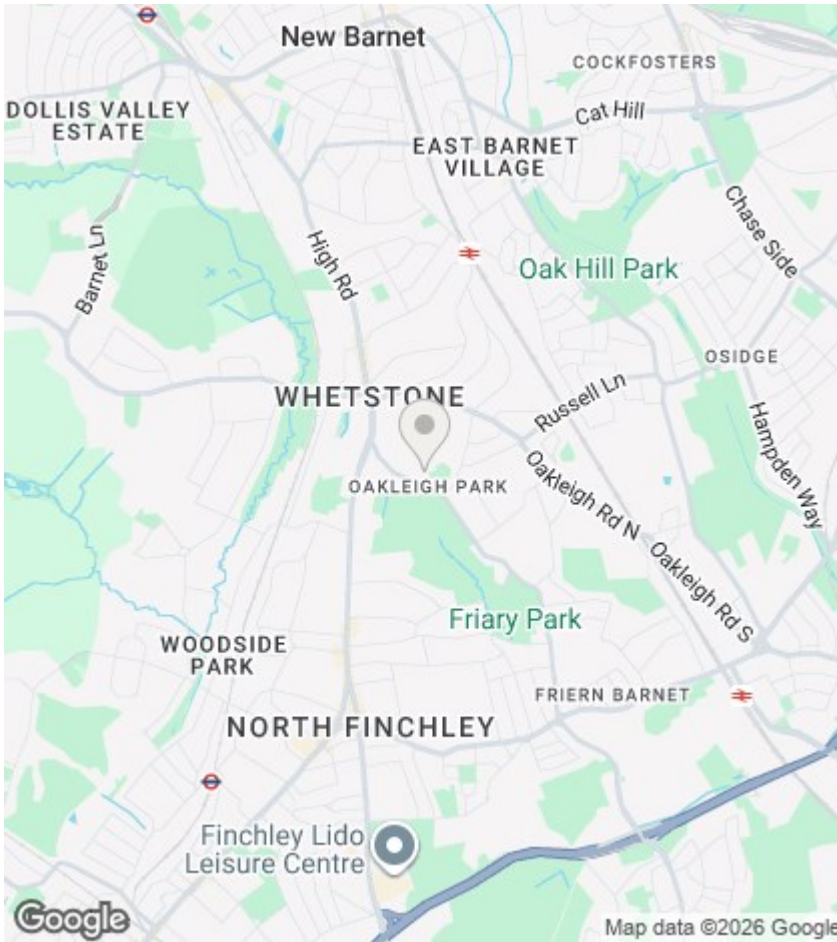 New Barnet
COCKFOSTERS
DOLLIS VALLEY
ESTATE
Cat Hill
EAST BARNET
VILLAGE
Chase Side
Barnet Ln
High Rd
Oak Hill Park
OSIDGE
WHETSTONE
Russell Ln
Hampden Way
OAKLEIGH PARK
Oakleigh Rd N
Oakleigh Rd S
Friary Park
WOODSIDE
PARK
FRIERN BARNET
NORTH FINCHLEY
Finchley Lido
Leisure Centre
Google
Map data ©2026 Google